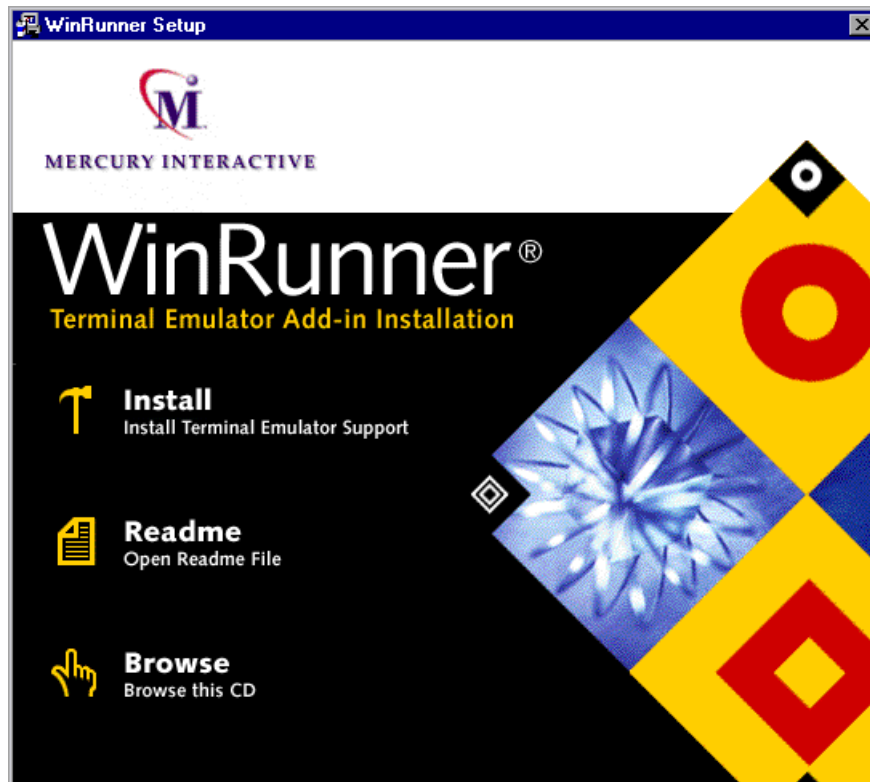 WinRunner Setup
M
MERCURY INTERACTIVE
WinRunner®
Terminal Emulator Add-in Installation
Install
Install Terminal Emulator Support
Readme
Open Readme File
Browse
Browse this CD